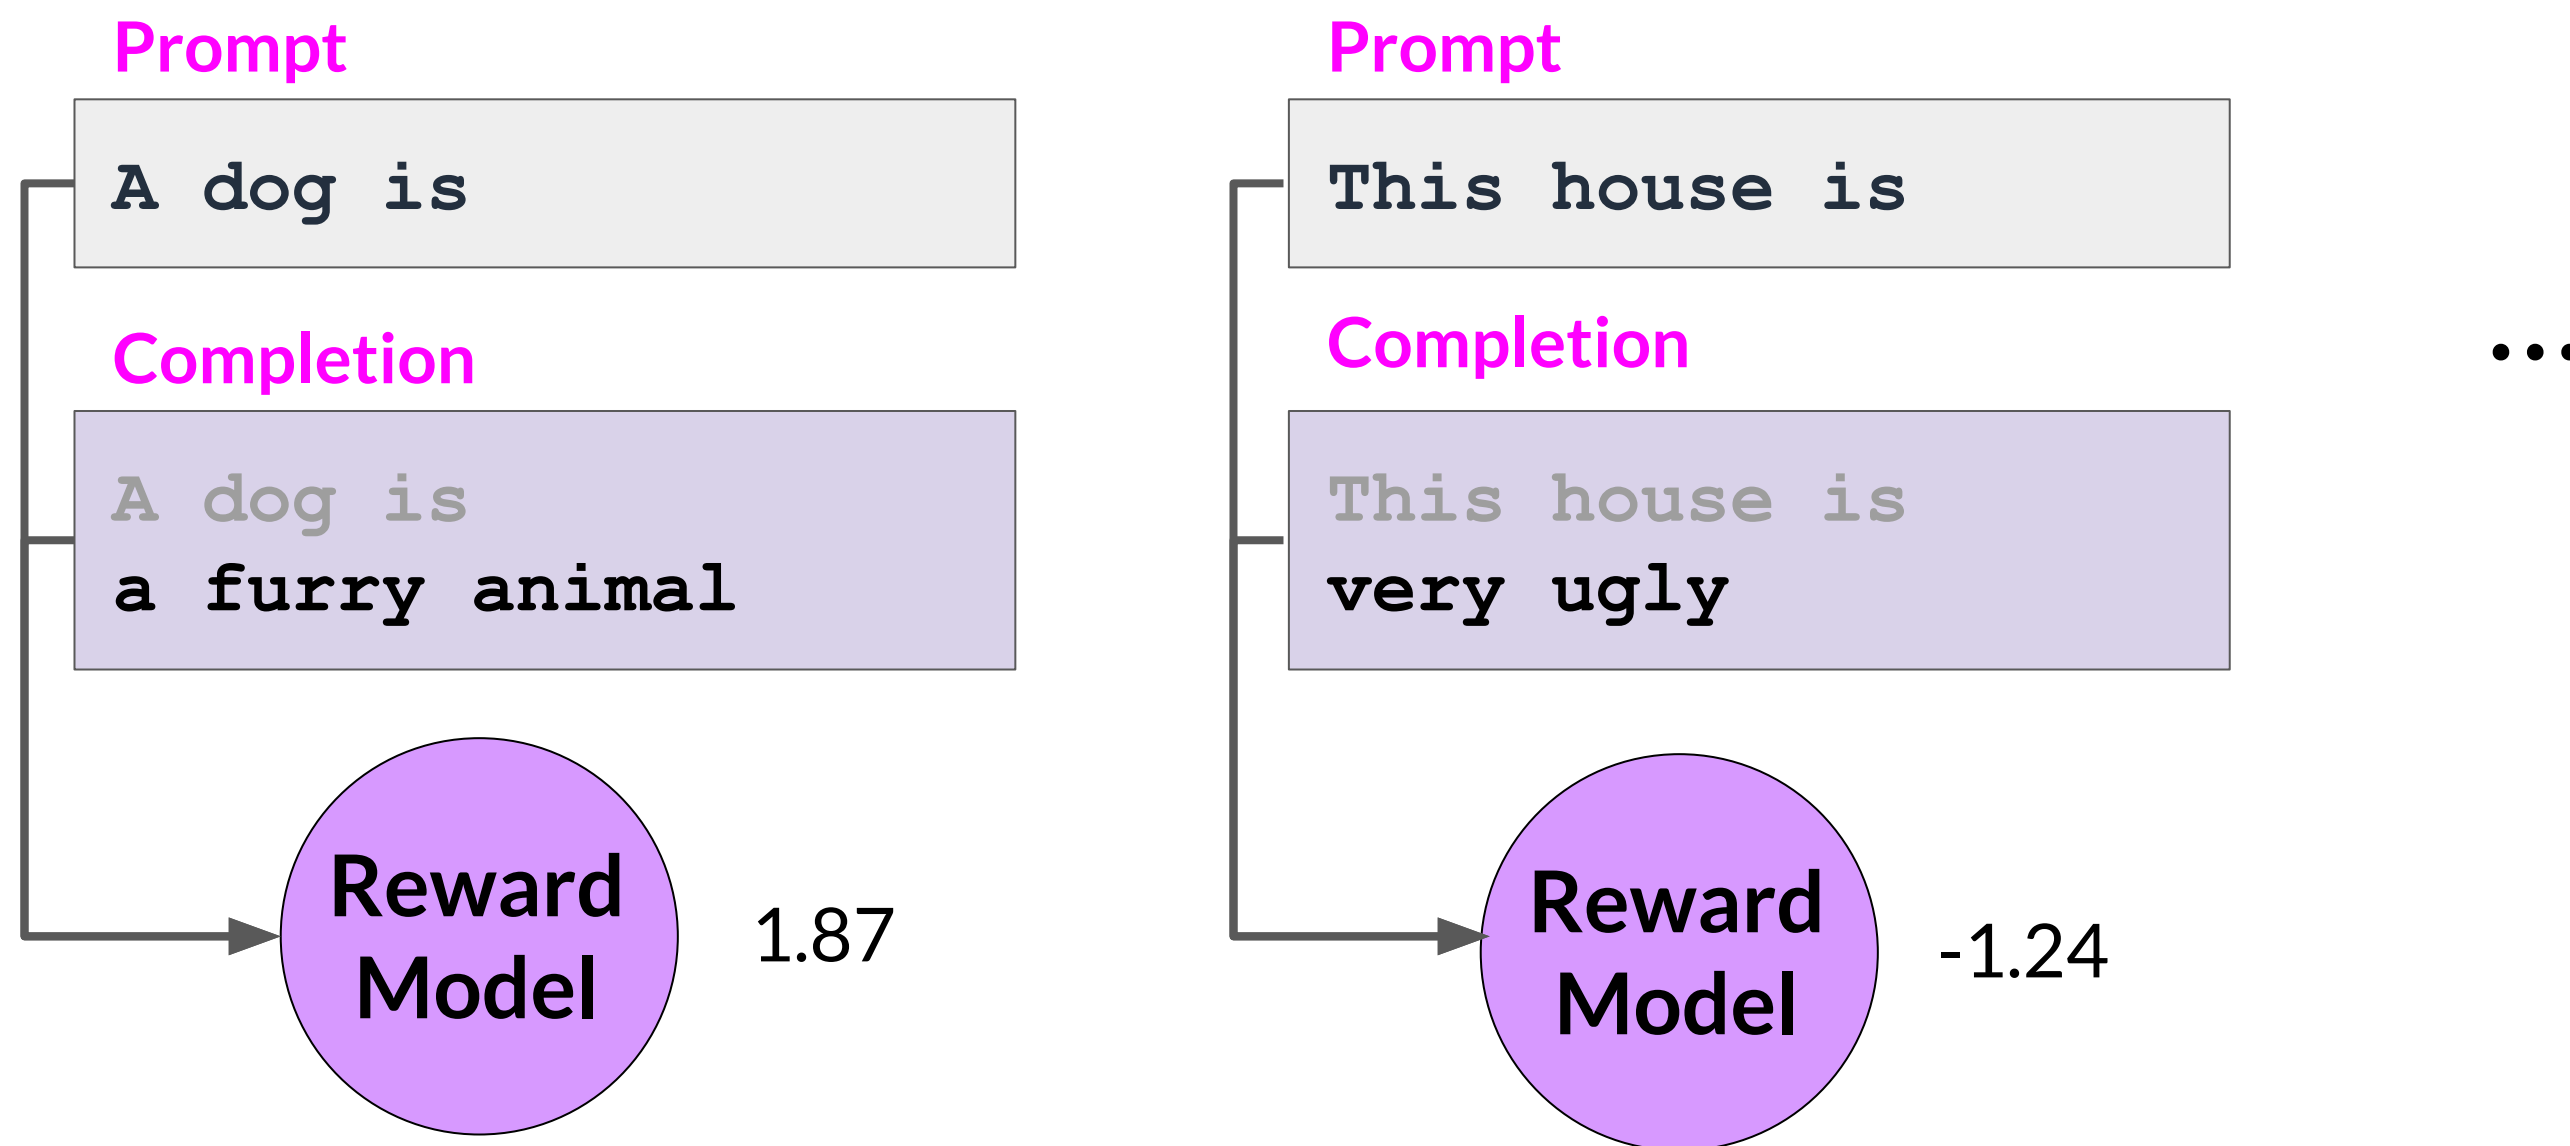 Prompt
A dog is
Completion
A dog is
a furry animal
Reward
Model
1.87
Prompt
This house is
Completion
This house is
very ugly
Reward
Model
-1.24
...